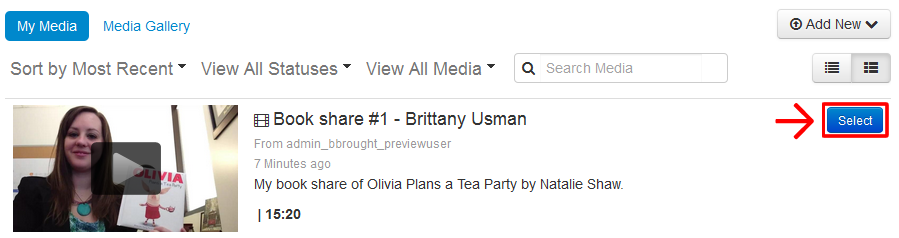 My Media Media Gallery Add New
Sort by Most Recent View All Statuses View All Media Search Media
Book share #1 - Brittany Usman Select
From admin_bbrought_previewuser
7 Minutes ago
My book share of Olivia Plans a Tea Party by Natalie Shaw.
| 15:20
OLIVIA